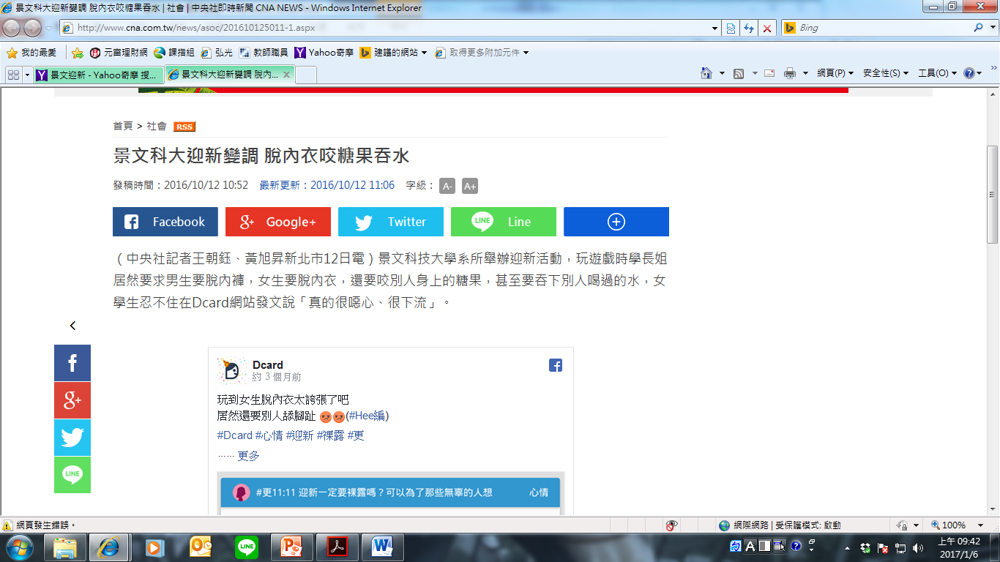 景文科大迎新變調 脫內衣咬糖果吞水 | 社會 | 中央社即時新聞 CNA NEWS - Windows Internet Explorer
http://www.cna.com.tw/news/asoc/201610125011-1.aspx
Bing
我的最愛
元富理財網
課指組
弘光
教師職員
Yahoo奇摩
建議的網站
取得更多附加元件
景文迎新 - Yahoo奇摩 搜...
景文科大迎新變調 脫內...
網頁(P)
安全性(S)
工具(O)
首頁 > 社會 RSS
景文科大迎新變調 脫內衣咬糖果吞水
發稿時間：2016/10/12 10:52 最新更新：2016/10/12 11:06 字級： A- A+
Facebook
Google+
Twitter
LINE Line
（中央社記者王朝鈺、黃旭昇新北市12日電）景文科技大學系所舉辦迎新活動，玩遊戲時學長姐
居然要求男生要脫內褲，女生要脫內衣，還要咬別人身上的糖果，甚至要吞下別人喝過的水，女
學生忍不住在Dcard網站發文說「真的很噁心、很下流」。
LINE
Dcard
約 3 個月前
玩到女生脫內衣太誇張了吧
居然還要別人舔腳趾 (#Hee編)
#Dcard #心情 #迎新 #裸露 #更
⋯⋯ 更多
#更11:11 迎新一定要裸露嗎？可以為了那些無辜的人想
心情
網頁發生錯誤。
網際網路 | 受保護模式: 啟動
100%
LINE
上午 09:42
2017/1/6